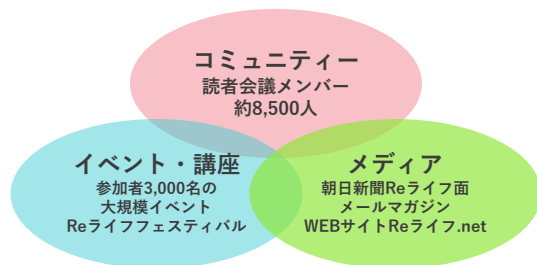 コミュニティー
読者会議メンバー
約8,500人
イベント・講座
参加者3,000名の
大規模イベント
Reライフフェスティバル
メディア
朝日新聞Reライフ面
メールマガジン
WEBサイトReライフ.net